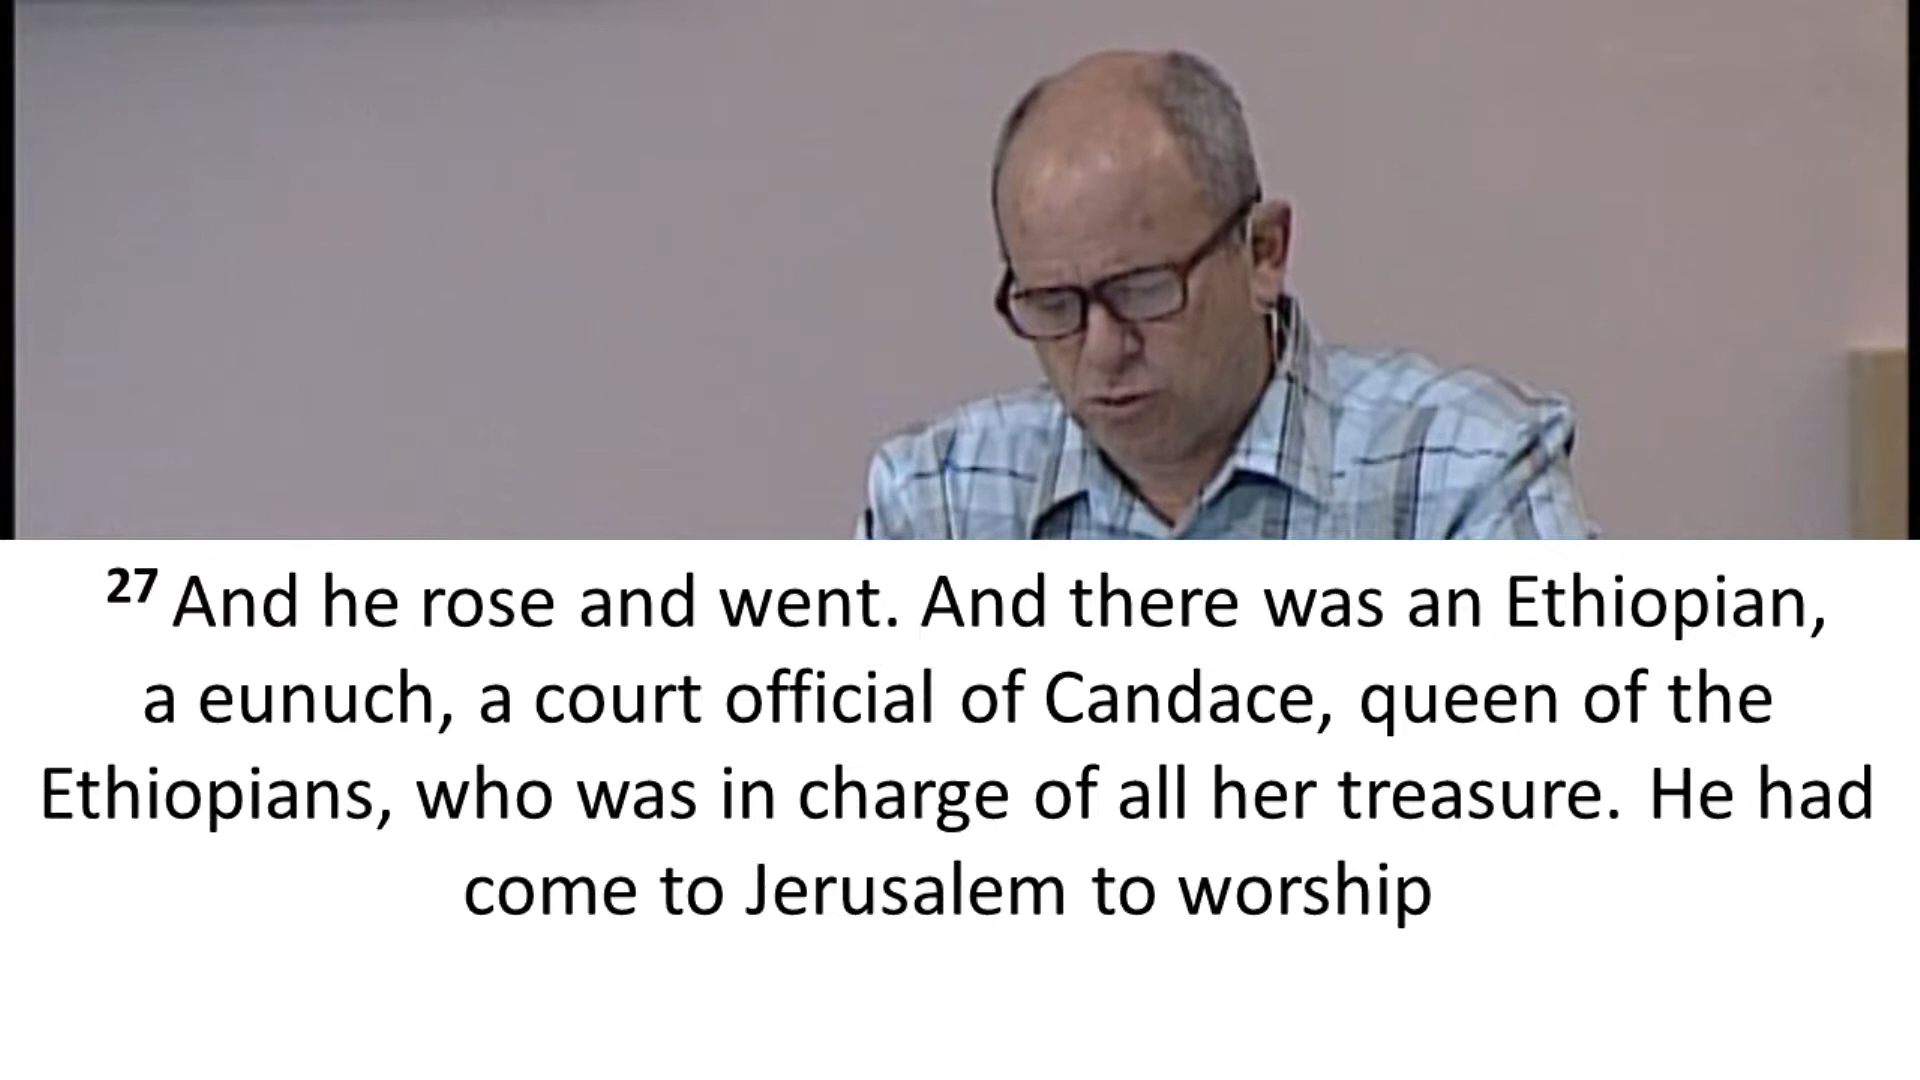 27 And he rose and went. And there was an Ethiopian,
a eunuch, a court official of Candace, queen of the
Ethiopians, who was in charge of all her treasure. He had
come to Jerusalem to worship